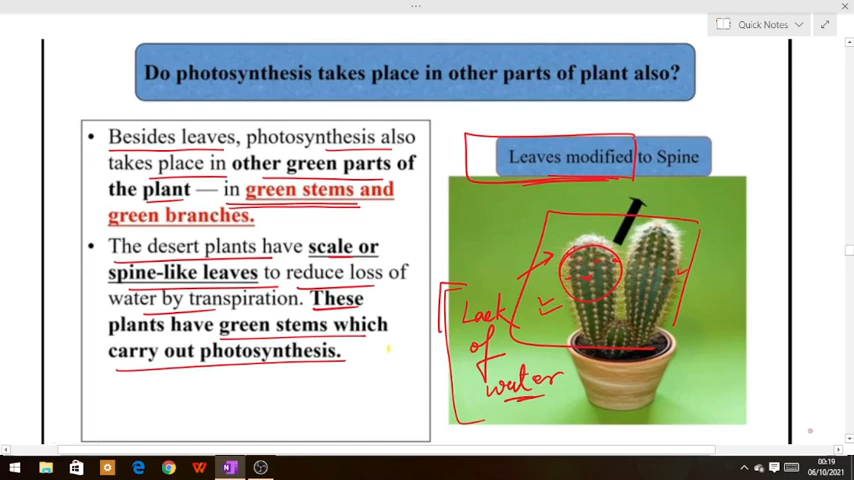 Quick Notes
Do photosynthesis takes place in other parts of plant also?
• Besides leaves, photosynthesis also
takes place in other green parts of
the plant — in green stems and
green branches.
• The desert plants have scale or
spine-like leaves to reduce loss of
water by transpiration. These
plants have green stems which
carry out photosynthesis.
Leaves modified to Spine
Lack
of
water
00:19
06/10/2021